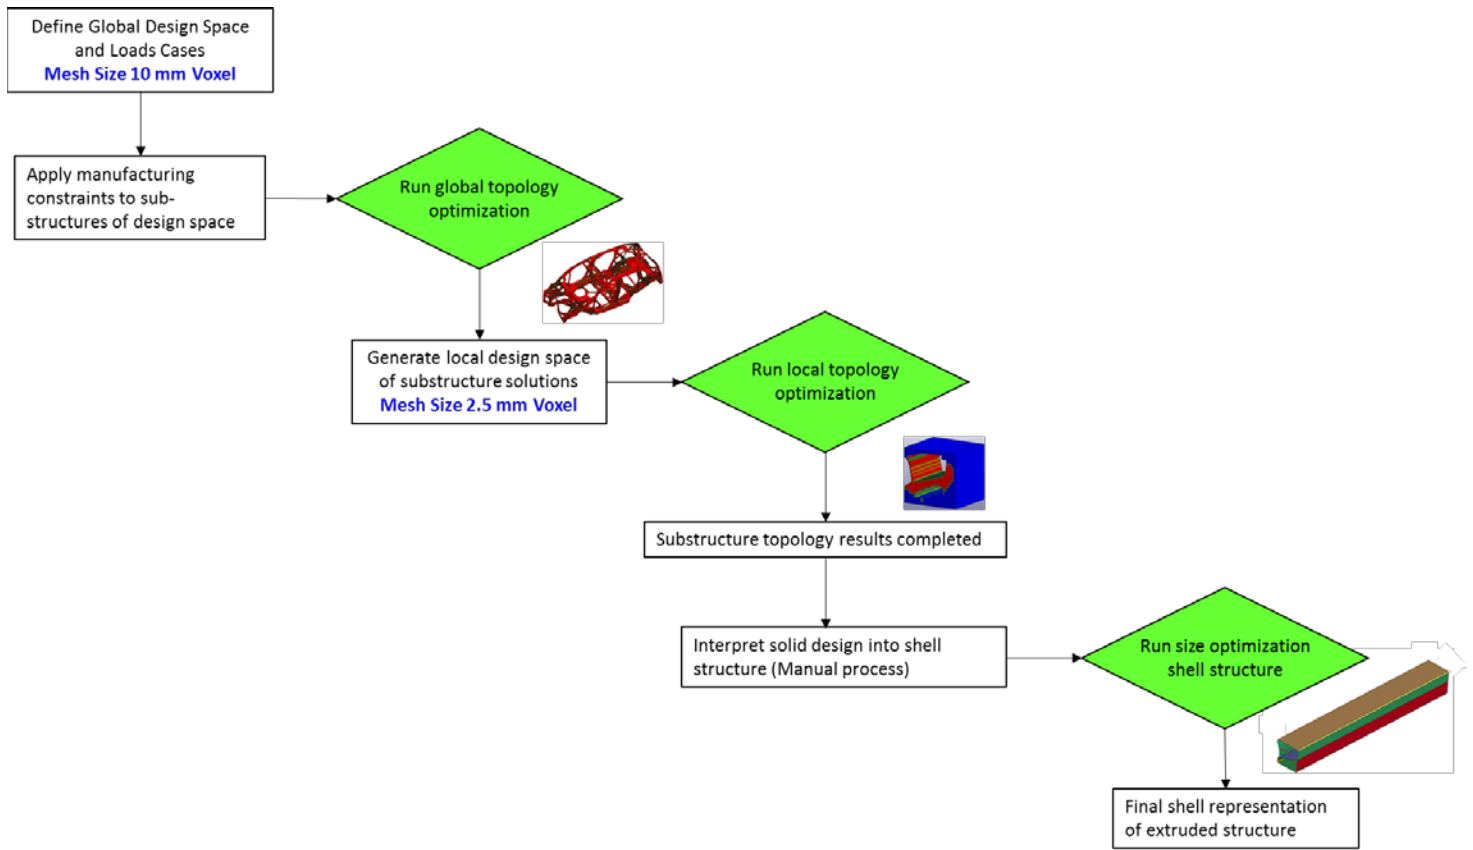 Define Global Design Space
and Loads Cases
Mesh Size 10 mm Voxel
Apply manufacturing
constraints to sub-
structures of design space
Run global topology
optimization
Generate local design space
of substructure solutions
Mesh Size 2.5 mm Voxel
Run local topology
optimization
Substructure topology results completed
Interpret solid design into shell
structure (Manual process)
Run size optimization
shell structure
Final shell representation
of extruded structure